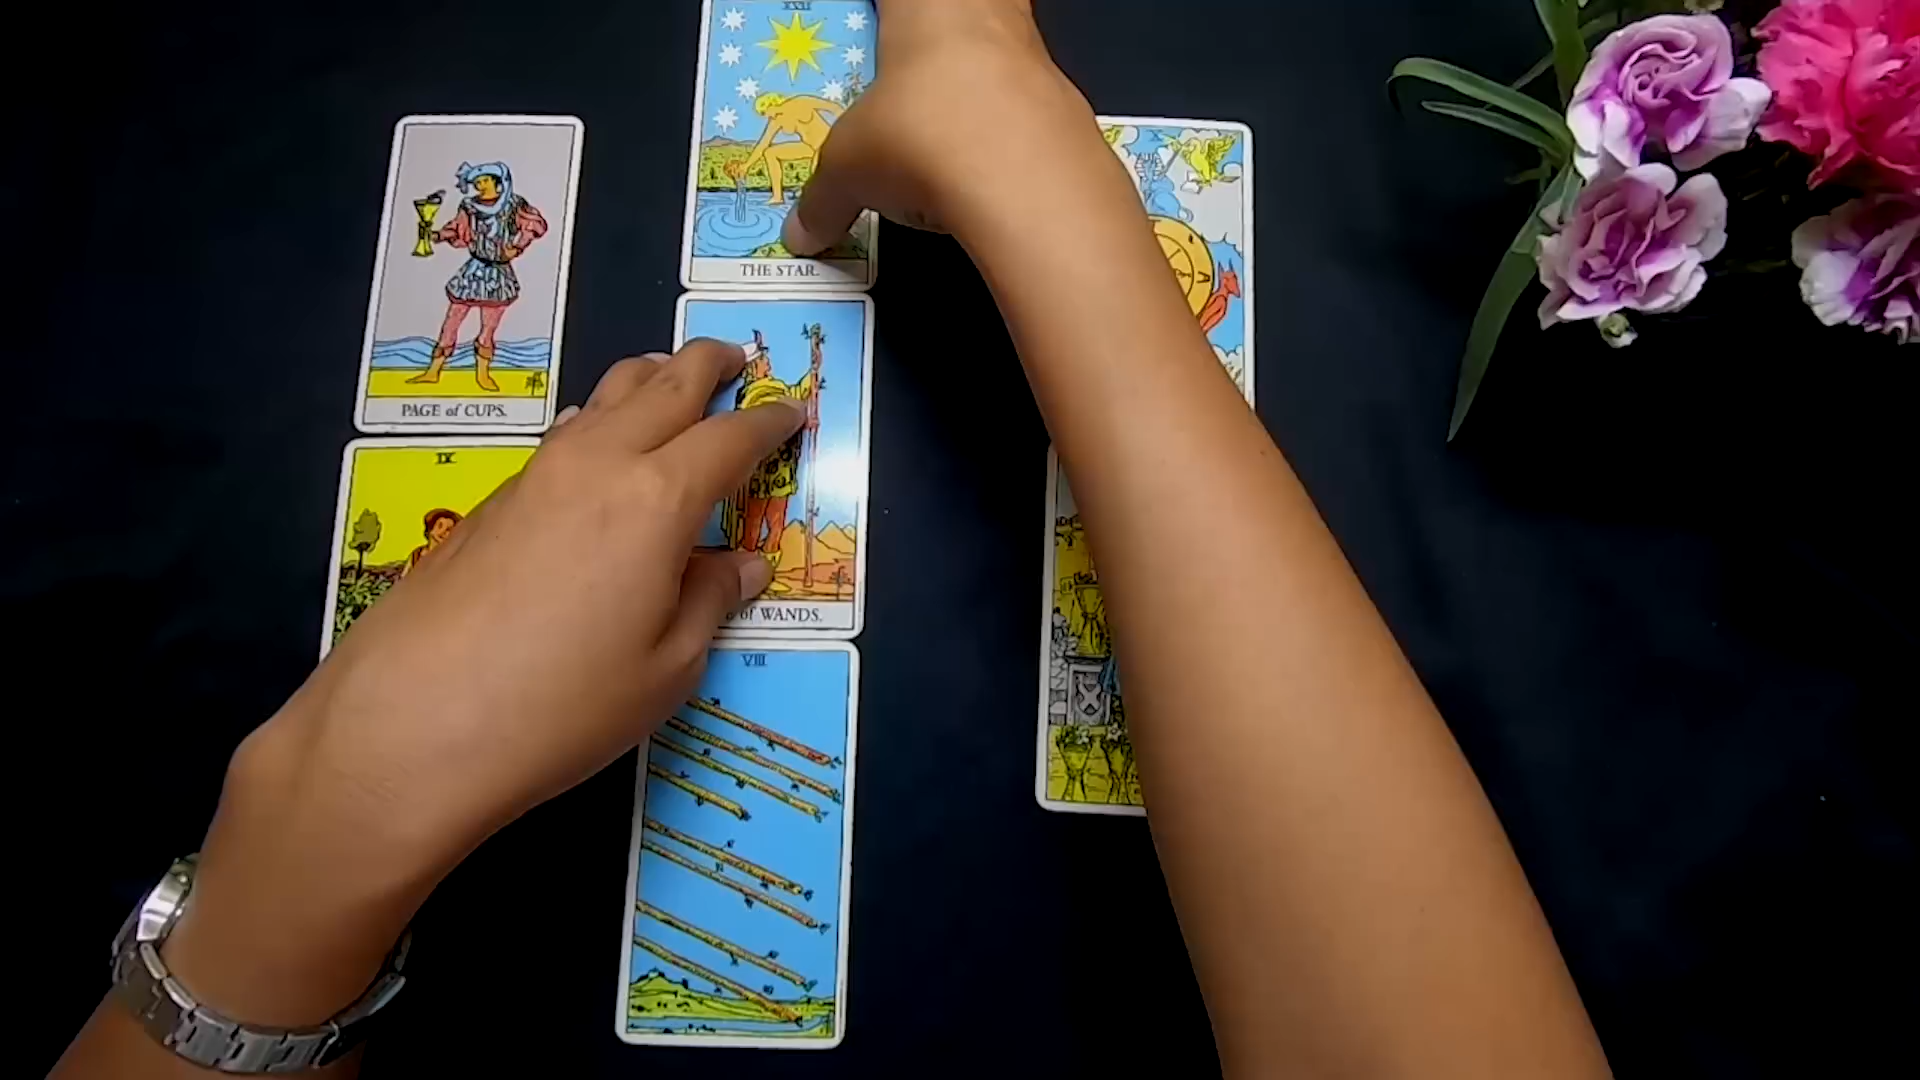 XVII
THE STAR.
PAGE of CUPS.
X
IX
of WANDS.
VIII